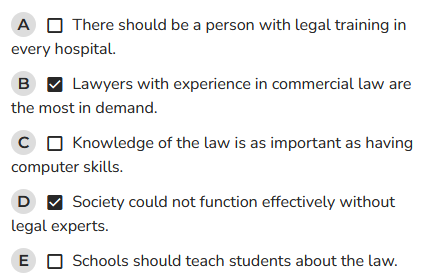 A There should be a person with legal training in
every hospital.
B Lawyers with experience in commercial law are
the most in demand.
C Knowledge of the law is as important as having
computer skills.
D Society could not function effectively without
legal experts.
E Schools should teach students about the law.